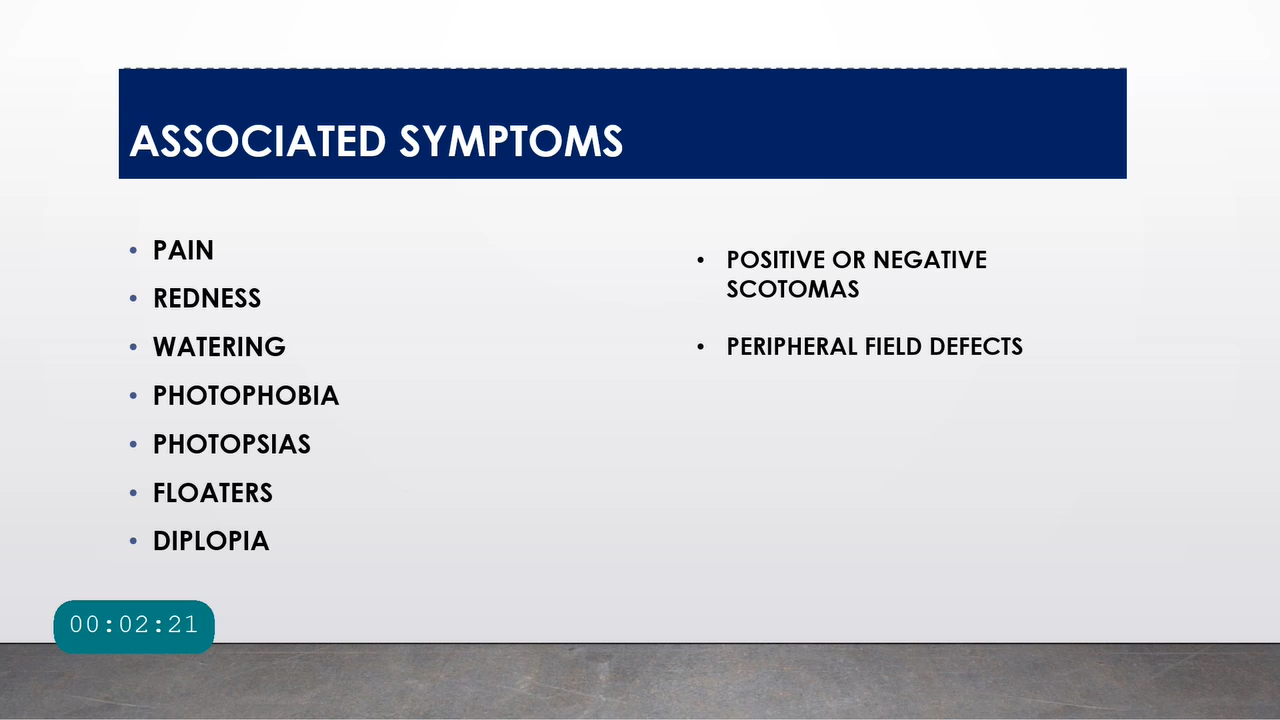 ASSOCIATED SYMPTOMS
• PAIN
• REDNESS
• WATERING
• PHOTOPHOBIA
• PHOTOPSIAS
• FLOATERS
• DIPLOPIA
• POSITIVE OR NEGATIVE
SCOTOMAS
• PERIPHERAL FIELD DEFECTS
00:02:21